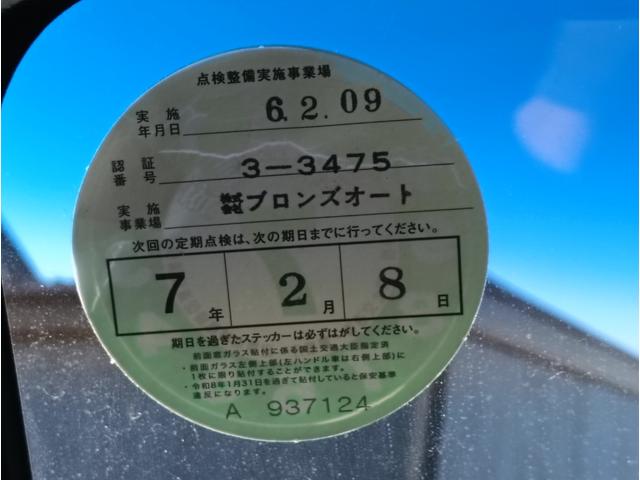 点検整備実施事業場
実施年月日 6.2.09
認証番号 3-3475
実施事業場 株式会社ブロンズオート
次回の定期点検は、次の期日までに行ってください。
7年 2月 8日
期日を過ぎたステッカーは必ずはがしてください。
前面窓ガラス貼付に係る国土交通大臣指定済
・前面ガラス左側上部(左ハンドル車は右側上部)に
1枚に限り貼付することができます。
・令和8年1月31日を過ぎて貼付していると保安基準
違反になります。
A 937124